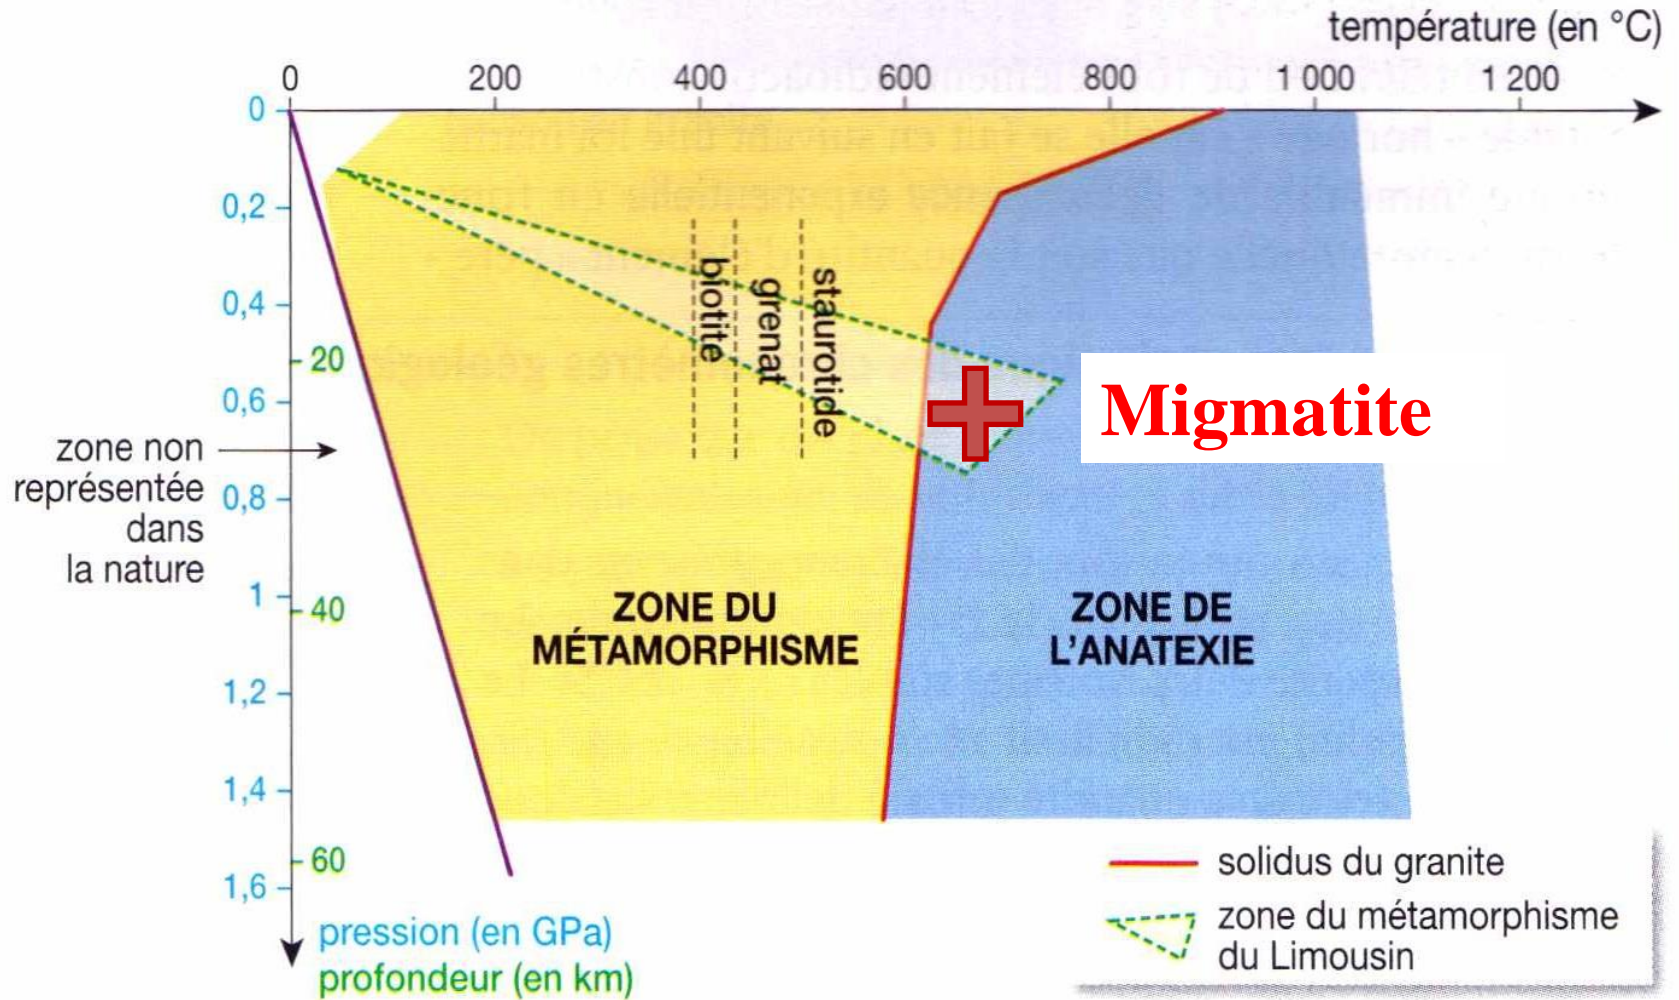 température (en °C)
0 200 400 600 800 1 000 1 200
0
0,2
0,4
20
0,6
0,8
1
40
1,2
1,4
60
1,6
biotite
grenat
staurotide
Migmatite
zone non
représentée
dans
la nature
ZONE DU
MÉTAMORPHISME
ZONE DE
L'ANATEXIE
pression (en GPa)
profondeur (en km)
solidus du granite
zone du métamorphisme
du Limousin